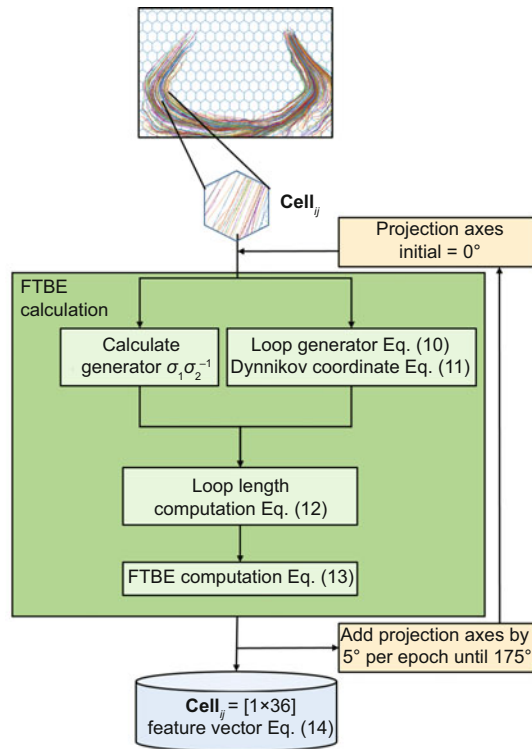 Cell_ij
Projection axes
initial = 0°
FTBE
calculation
Calculate
generator σ₁σ₂⁻¹
Loop generator Eq. (10)
Dynnikov coordinate Eq. (11)
Loop length
computation Eq. (12)
FTBE computation Eq. (13)
Add projection axes by
5° per epoch until 175°
Cell_ij = [1×36]
feature vector Eq. (14)